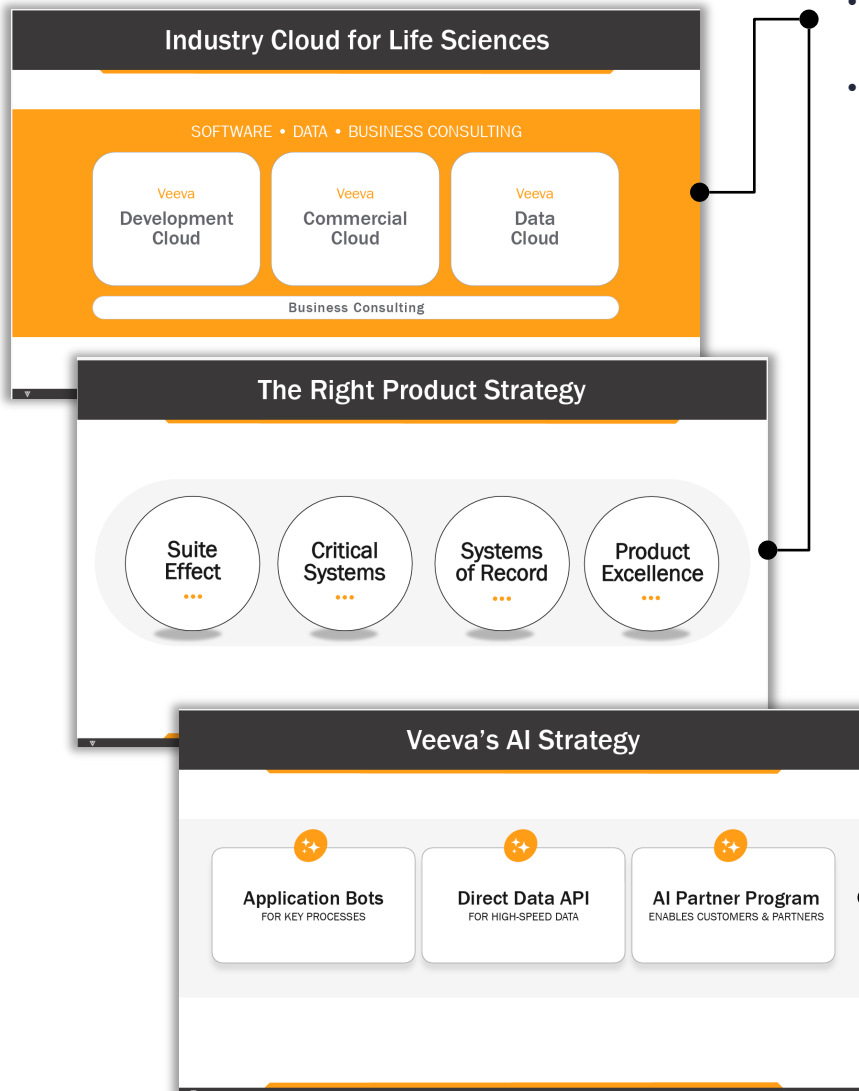 Industry Cloud for Life Sciences
SOFTWARE • DATA • BUSINESS CONSULTING
Veeva
Development
Cloud
Veeva
Commercial
Cloud
Veeva
Data
Cloud
Business Consulting
The Right Product Strategy
Suite
Effect
Critical
Systems
Systems
of Record
Product
Excellence
Veeva's AI Strategy
Application Bots
FOR KEY PROCESSES
Direct Data API
FOR HIGH-SPEED DATA
AI Partner Program
ENABLES CUSTOMERS & PARTNERS